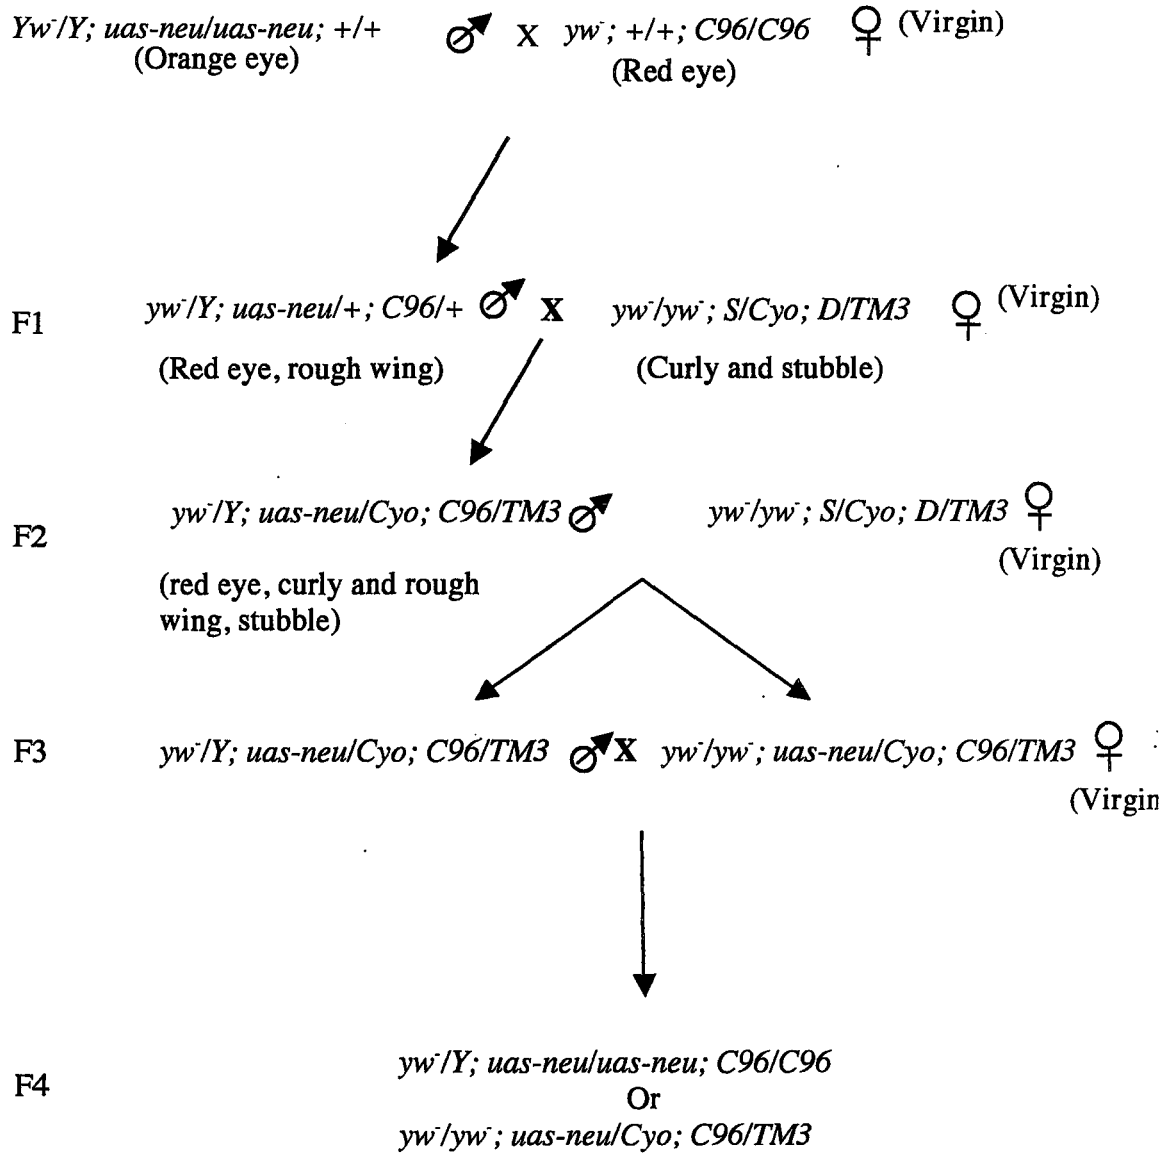 Yw⁻/Y; uas-neu/uas-neu; +/+ X yw⁻; +/+; C96/C96 (Virgin)
(Orange eye) (Red eye)
F1 yw⁻/Y; uas-neu/+; C96/+ X yw⁻/yw⁻; S/Cyo; D/TM3 (Virgin)
(Red eye, rough wing) (Curly and stubble)
F2 yw⁻/Y; uas-neu/Cyo; C96/TM3 yw⁻/yw⁻; S/Cyo; D/TM3
(Virgin)
(red eye, curly and rough
wing, stubble)
F3 yw⁻/Y; uas-neu/Cyo; C96/TM3 X yw⁻/yw⁻; uas-neu/Cyo; C96/TM3
(Virgin
F4
yw⁻/Y; uas-neu/uas-neu; C96/C96
Or
yw⁻/yw⁻; uas-neu/Cyo; C96/TM3